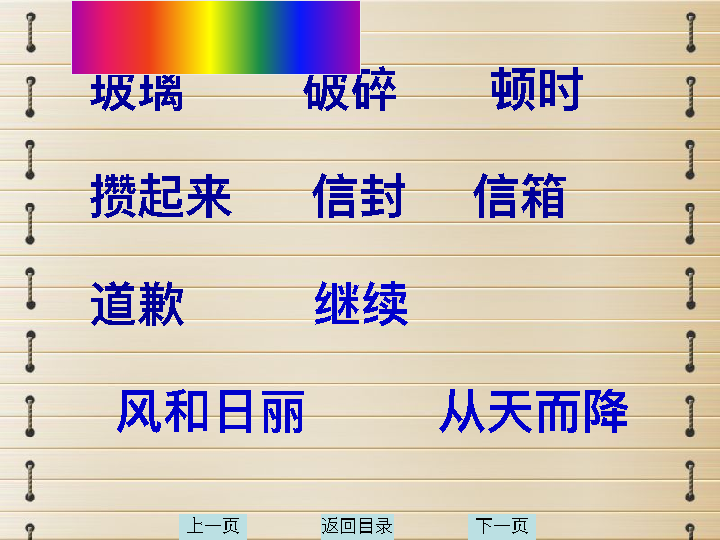 玻璃 破碎 顿时
攒起来 信封 信箱
道歉 继续
风和日丽 从天而降
上一页 返回目录 下一页